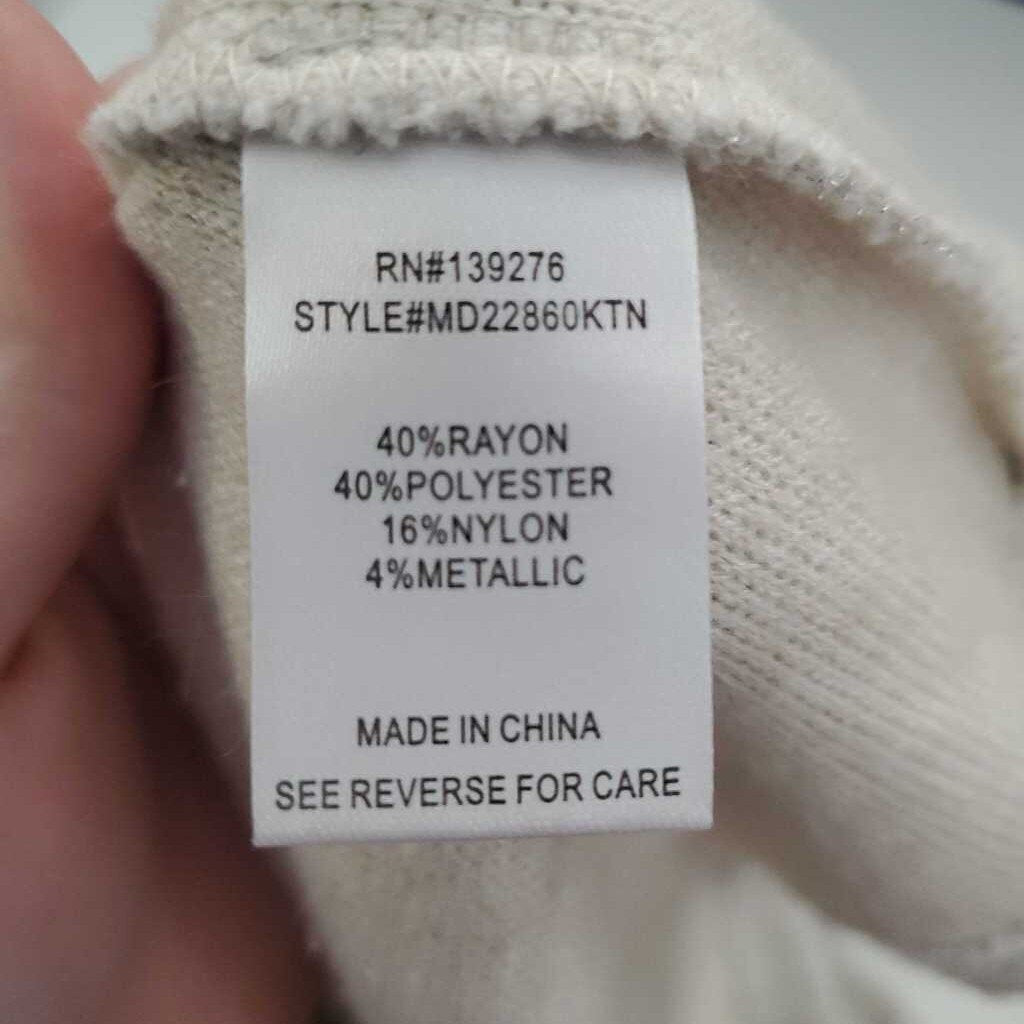 RN#139276
STYLE#MD22860KTN
40%RAYON
40%POLYESTER
16%NYLON
4%METALLIC
MADE IN CHINA
SEE REVERSE FOR CARE